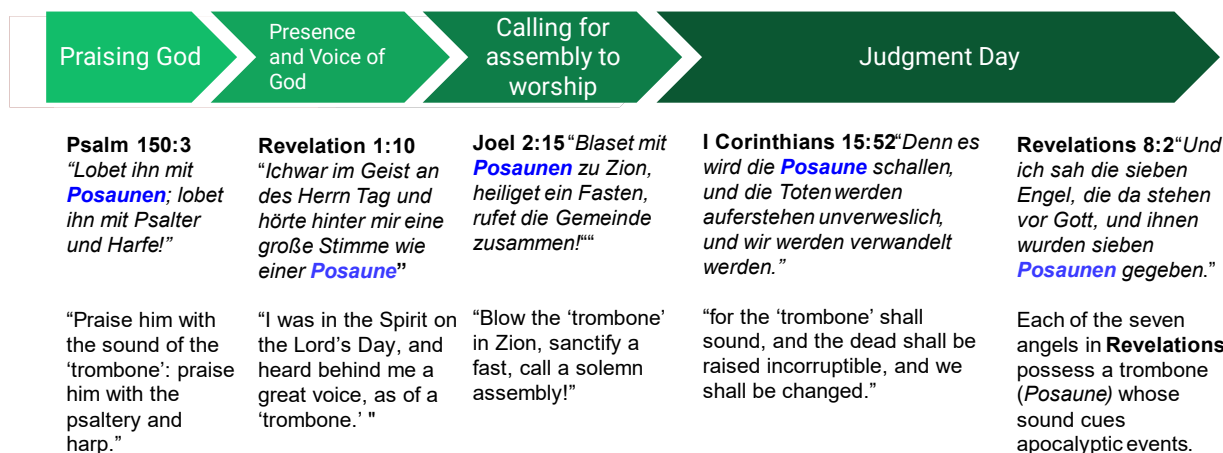 Praising God
Presence
and Voice of
God
Calling for
assembly to
worship
Judgment Day
Psalm 150:3
“Lobet ihn mit
Posaunen; lobet
ihn mit Psalter
und Harfe!”
Revelation 1:10
“Ichwar im Geist an
des Herrn Tag und
hörte hinter mir eine
große Stimme wie
einer Posaune”
Joel 2:15“Blaset mit
Posaunen zu Zion,
heiliget ein Fasten,
rufet die Gemeinde
zusammen!““
I Corinthians 15:52“Denn es
wird die Posaune schallen,
und die Toten werden
auferstehen unverweslich,
und wir werden verwandelt
werden.”
Revelations 8:2“Und
ich sah die sieben
Engel, die da stehen
vor Gott, und ihnen
wurden sieben
Posaunen gegeben.”
“Praise him with
the sound of the
‘trombone’: praise
him with the
psaltery and
harp.”
“I was in the Spirit on
the Lord’s Day, and
heard behind me a
great voice, as of a
‘trombone.’ "
“Blow the ‘trombone’
in Zion, sanctify a
fast, call a solemn
assembly!”
“for the ‘trombone’ shall
sound, and the dead shall be
raised incorruptible, and we
shall be changed.”
Each of the seven
angels in Revelations
possess a trombone
(Posaune) whose
sound cues
apocalyptic events.